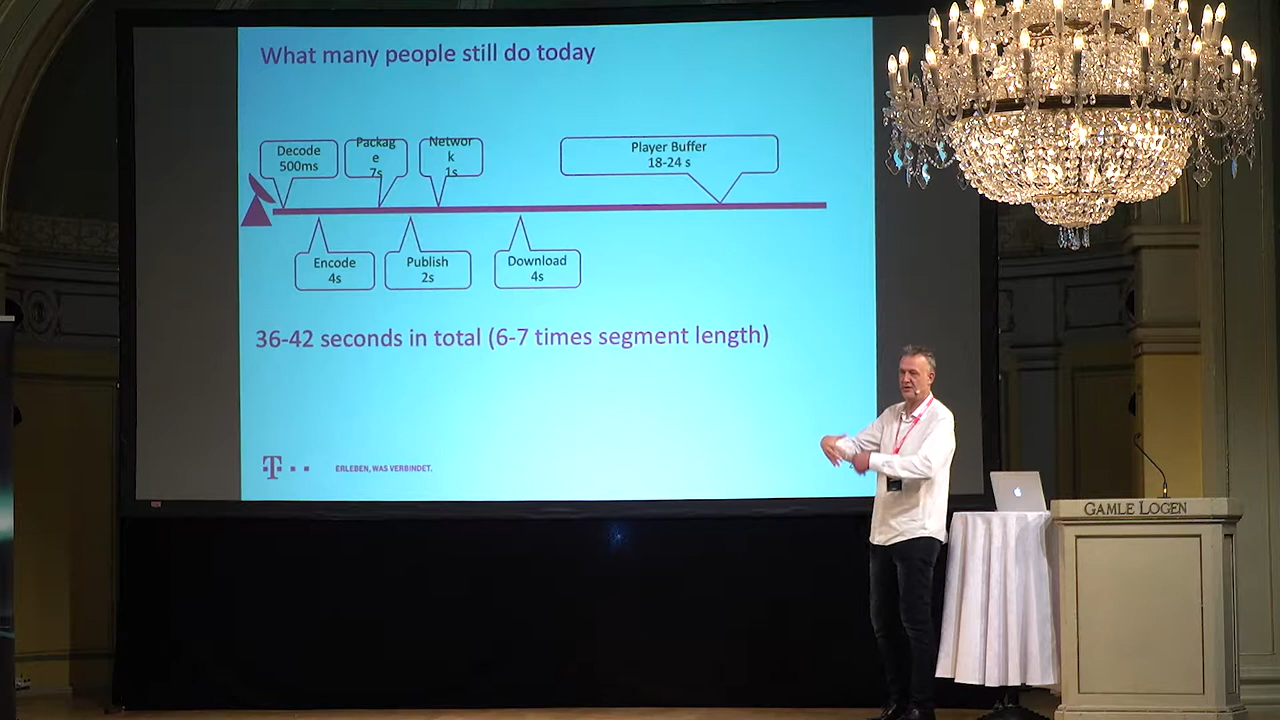 What many people still do today
Decode
500ms
Packag
e
7s
Networ
k
1s
Player Buffer
18-24 s
Encode
4s
Publish
2s
Download
4s
36-42 seconds in total (6-7 times segment length)
T
ERLEBEN, WAS VERBINDET.
GAMLE LOGEN